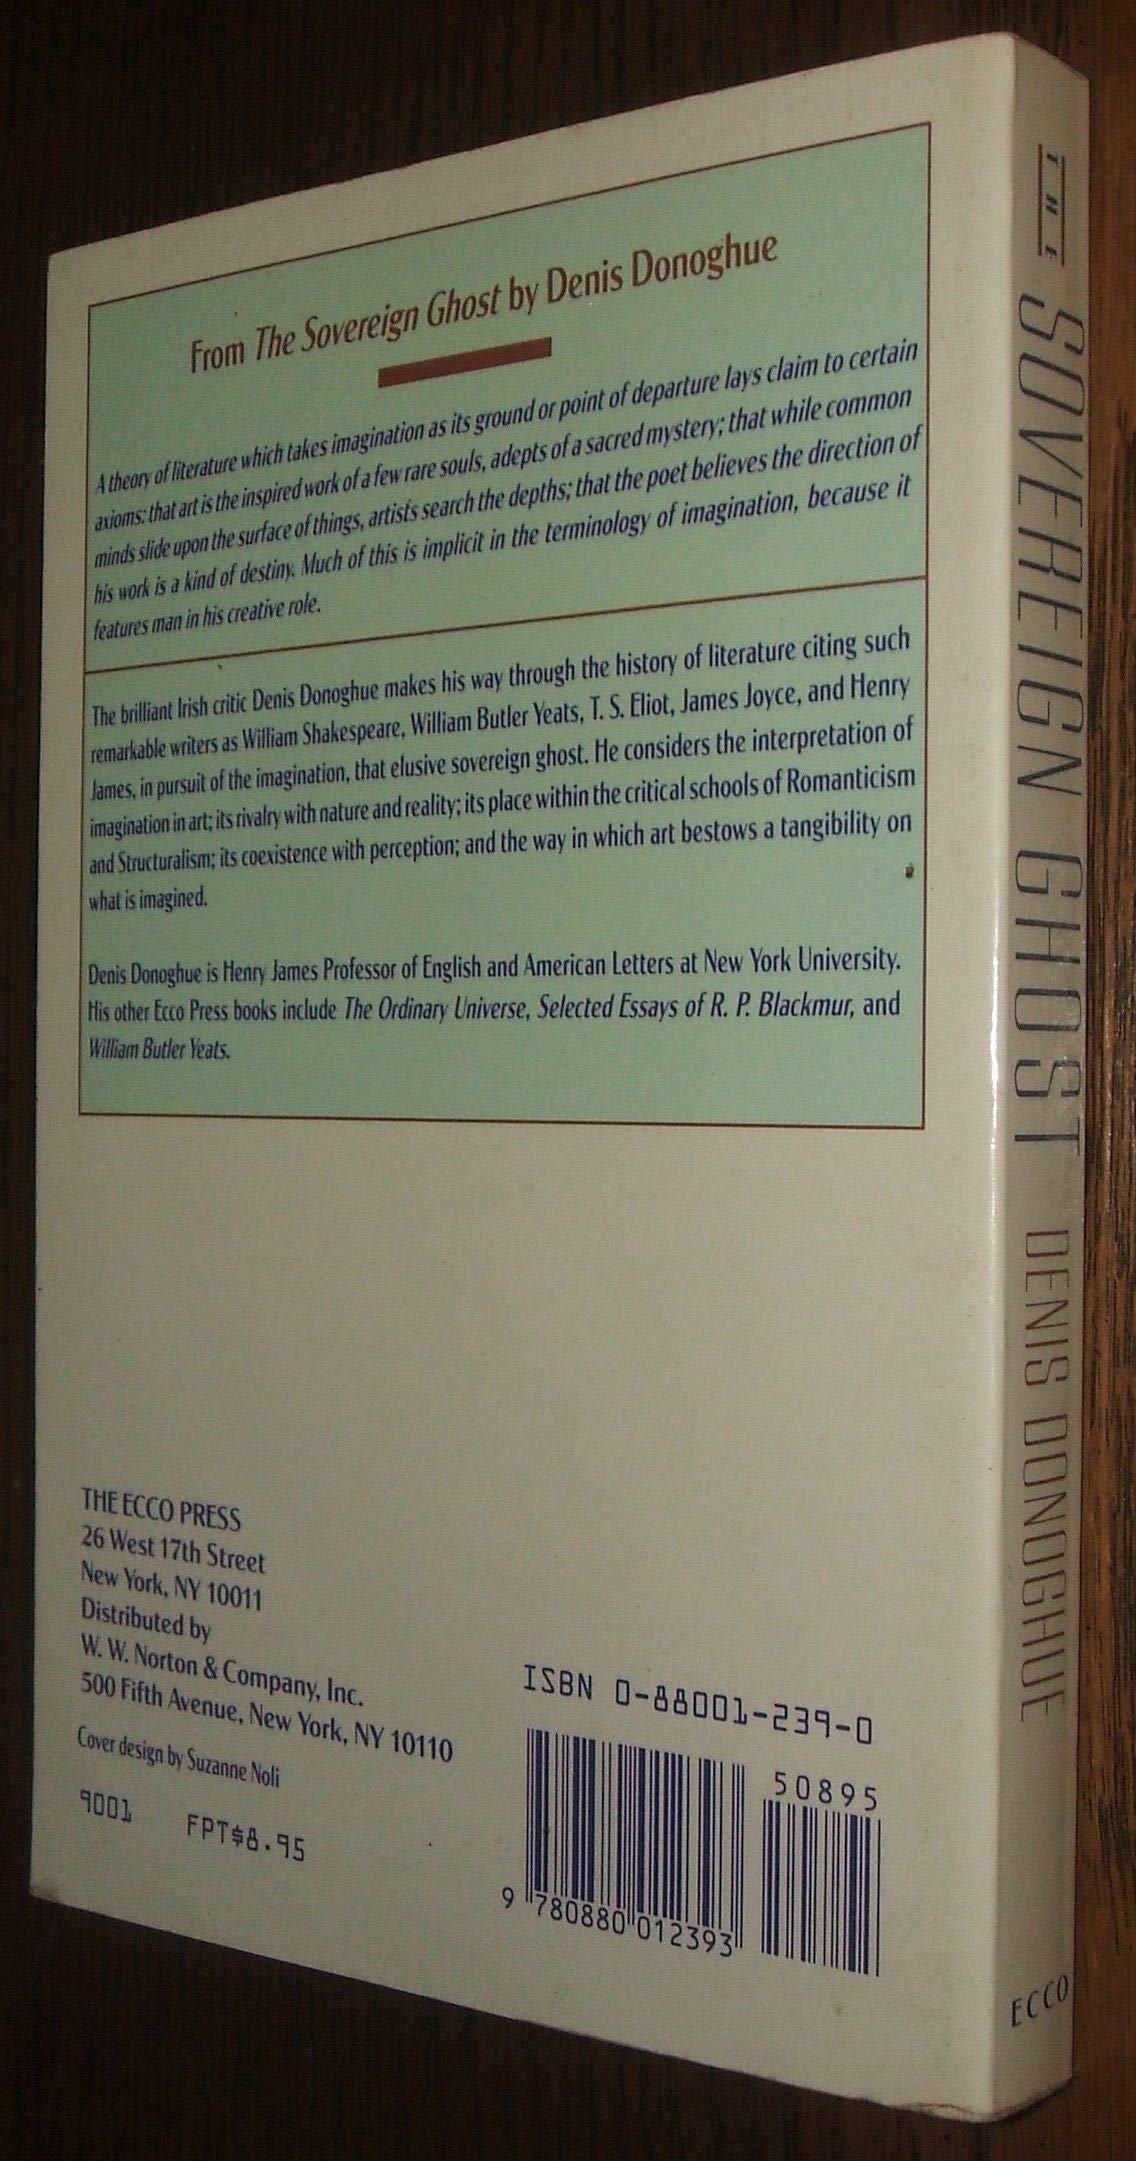 From The Sovereign Ghost by Denis Donoghue
A theory of literature which takes imagination as its ground or point of departure lays claim to certain
axioms: that art is the inspired work of a few rare souls, adepts of a sacred mystery; that while common
minds slide upon the surface of things, artists search the depths; that the poet believes the direction of
his work is a kind of destiny. Much of this is implicit in the terminology of imagination, because it
features man in his creative role.
The brilliant Irish critic Denis Donoghue makes his way through the history of literature citing such
remarkable writers as William Shakespeare, William Butler Yeats, T. S. Eliot, James Joyce, and Henry
James, in pursuit of the imagination, that elusive sovereign ghost. He considers the interpretation of
imagination in art; its rivalry with nature and reality; its place within the critical schools of Romanticism
and Structuralism; its coexistence with perception; and the way in which art bestows a tangibility on
what is imagined.
Denis Donoghue is Henry James Professor of English and American Letters at New York University.
His other Ecco Press books include The Ordinary Universe, Selected Essays of R. P. Blackmur, and
William Butler Yeats.
THE ECCO PRESS
26 West 17th Street
New York, NY 10011
Distributed by
W. W. Norton & Company, Inc.
500 Fifth Avenue, New York, NY 10110
Cover design by Suzanne Noli
9001 FPT$8.95
ISBN 0-88001-239-0
50895
9 780880 012393
THE SOVEREIGN GHOST DENIS DONOGHUE ECCO